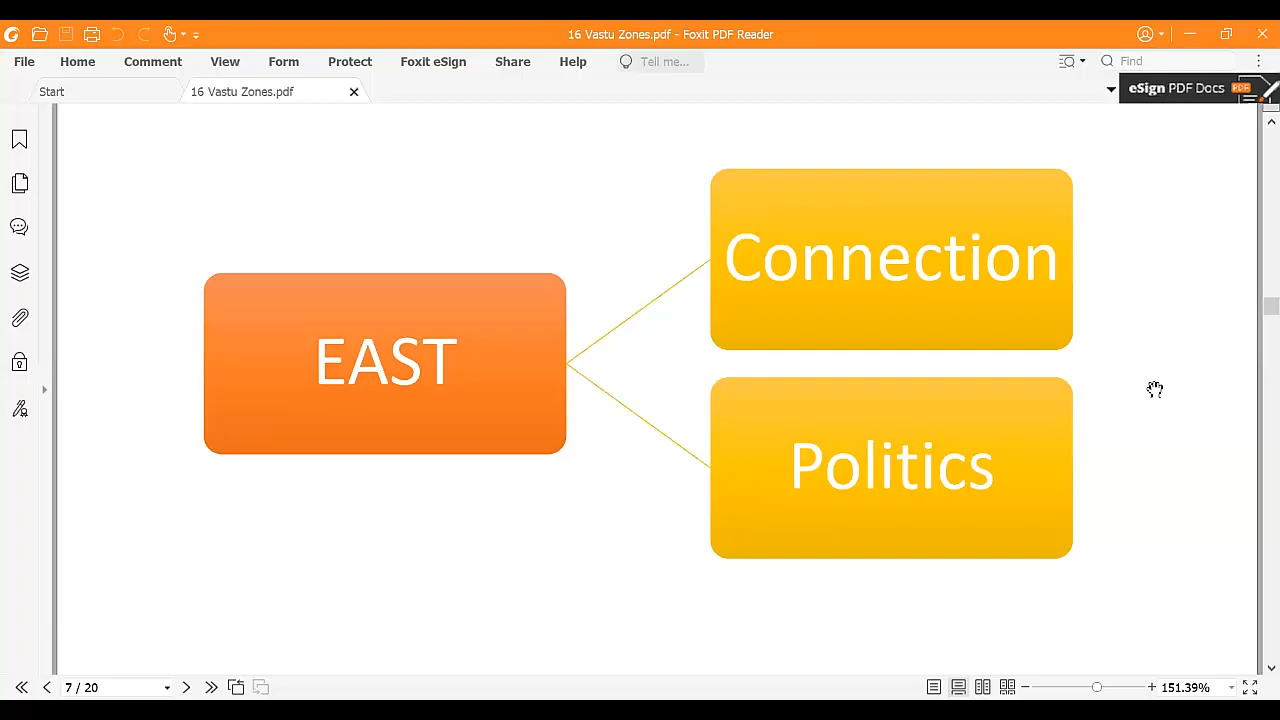 16 Vastu Zones.pdf - Foxit PDF Reader
File Home Comment View Form Protect Foxit eSign Share Help Tell me... Find
Start 16 Vastu Zones.pdf
eSign PDF Docs PDF
Connection
EAST
Politics
7 / 20 151.39%